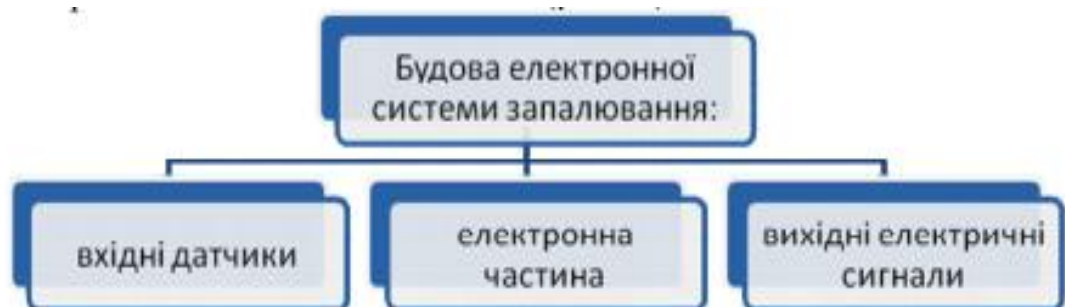 Будова електронної
системи запалювання:
вхідні датчики
електронна
частина
вихідні електричні
сигнали